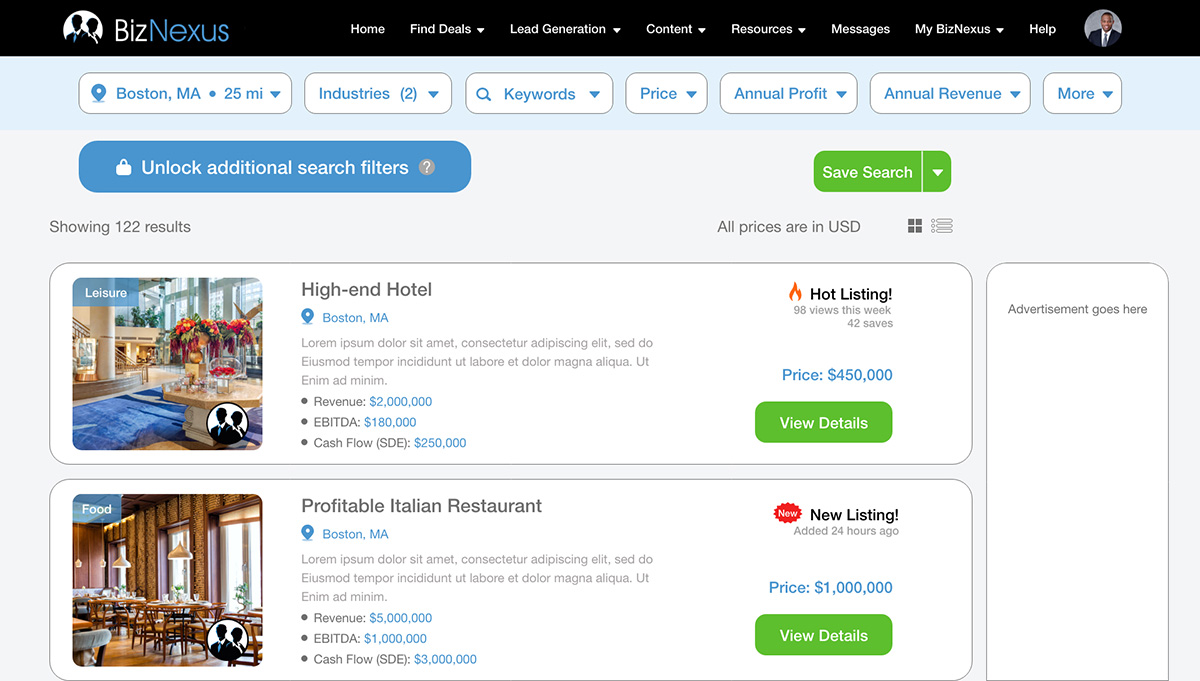 BizNexus
Home Find Deals Lead Generation Content Resources Messages My BizNexus Help
Boston, MA • 25 mi Industries (2) Keywords Price Annual Profit Annual Revenue More
Unlock additional search filters ?
Save Search
Showing 122 results
All prices are in USD
Leisure
High-end Hotel
Boston, MA
Lorem ipsum dolor sit amet, consectetur adipiscing elit, sed do
Eiusmod tempor incididunt ut labore et dolor magna aliqua. Ut
Enim ad minim.
• Revenue: $2,000,000
• EBITDA: $180,000
• Cash Flow (SDE): $250,000
Hot Listing!
98 views this week
42 saves
Price: $450,000
View Details
Advertisement goes here
Food
Profitable Italian Restaurant
Boston, MA
Lorem ipsum dolor sit amet, consectetur adipiscing elit, sed do
Eiusmod tempor incididunt ut labore et dolor magna aliqua. Ut
Enim ad minim.
• Revenue: $5,000,000
• EBITDA: $1,000,000
• Cash Flow (SDE): $3,000,000
New New Listing!
Added 24 hours ago
Price: $1,000,000
View Details